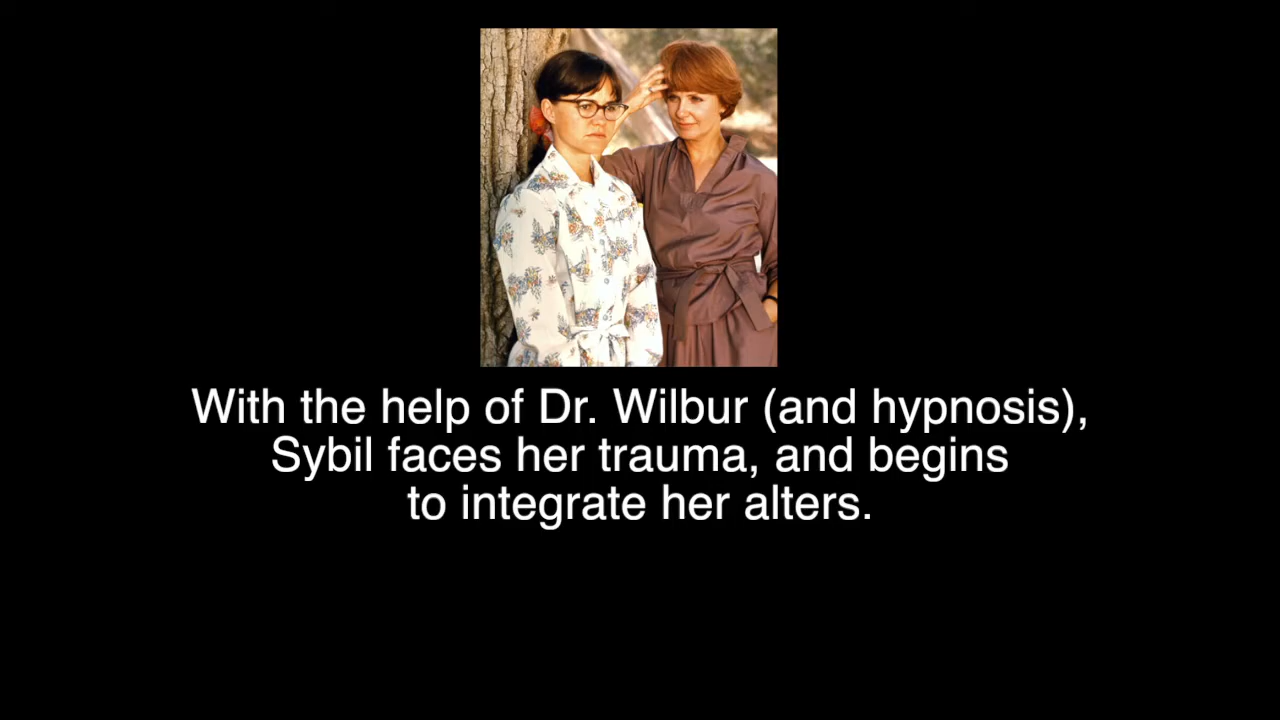 With the help of Dr. Wilbur (and hypnosis),
Sybil faces her trauma, and begins
to integrate her alters.